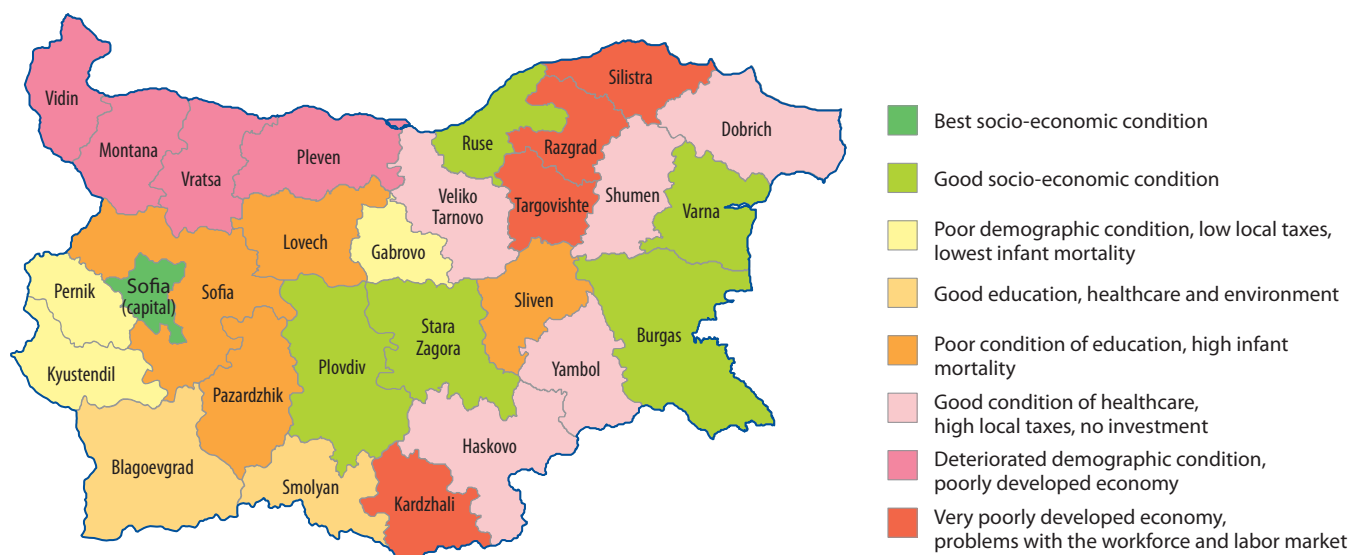 Vidin
Montana
Vratsa
Pleven
Lovech
Gabrovo
Veliko
Tarnovo
Ruse
Silistra
Razgrad
Targovishte
Shumen
Dobrich
Varna
Pernik
Sofia
(capital)
Sofia
Kyustendil
Pazardzhik
Plovdiv
Stara
Zagora
Sliven
Yambol
Burgas
Blagoevgrad
Smolyan
Kardzhali
Haskovo
Best socio-economic condition
Good socio-economic condition
Poor demographic condition, low local taxes,
lowest infant mortality
Good education, healthcare and environment
Poor condition of education, high infant
mortality
Good condition of healthcare,
high local taxes, no investment
Deteriorated demographic condition,
poorly developed economy
Very poorly developed economy,
problems with the workforce and labor market